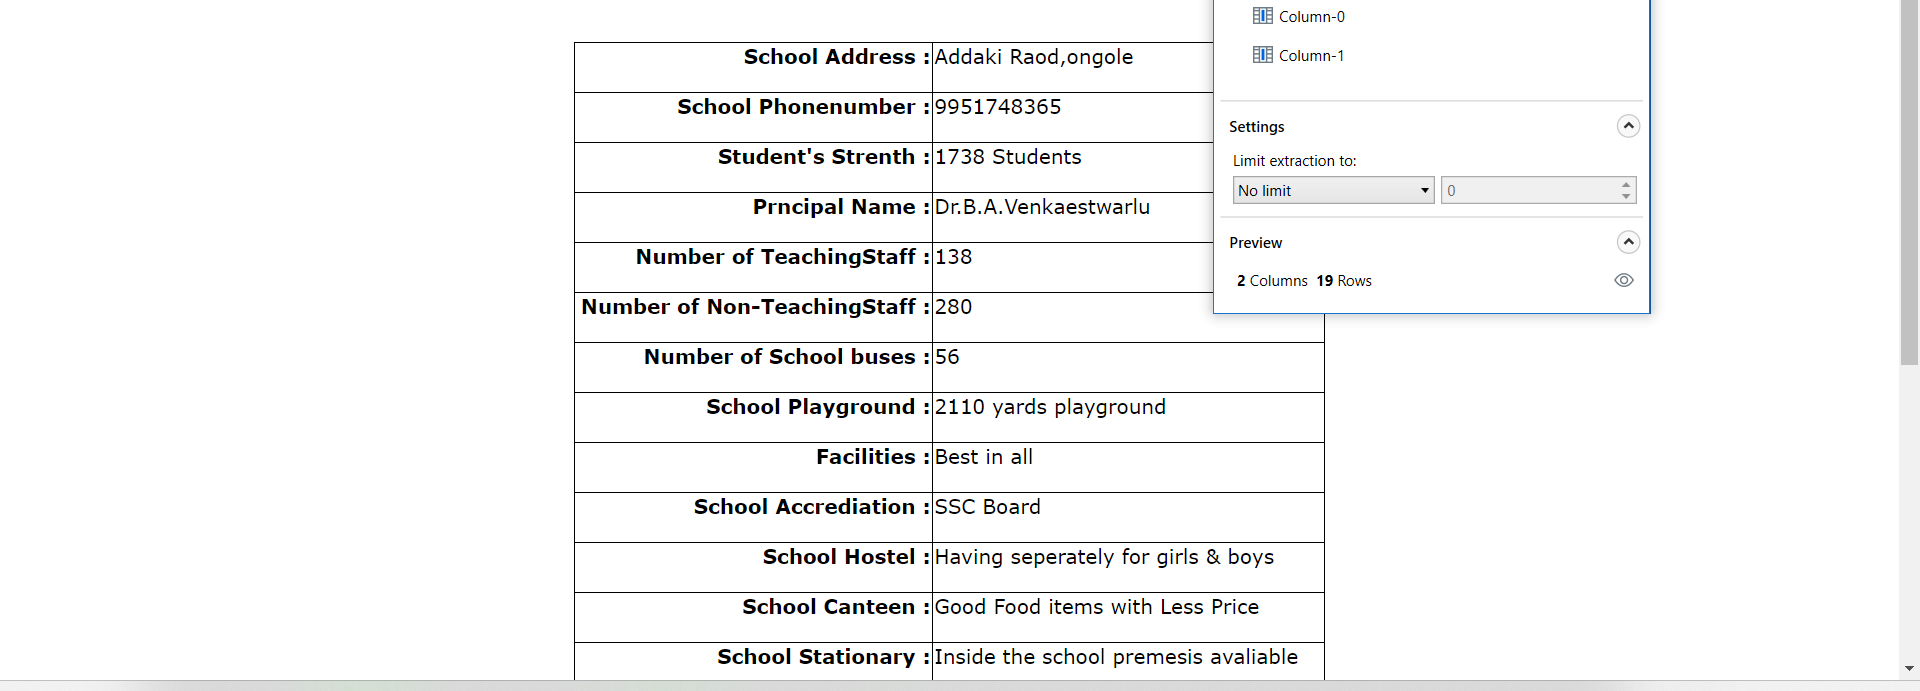 School Address : Addaki Raod,ongole
School Phonenumber : 9951748365
Student's Strenth : 1738 Students
Prncipal Name : Dr.B.A.Venkaestwarlu
Number of TeachingStaff : 138
Number of Non-TeachingStaff : 280
Number of School buses : 56
School Playground : 2110 yards playground
Facilities : Best in all
School Accrediation : SSC Board
School Hostel : Having seperately for girls & boys
School Canteen : Good Food items with Less Price
School Stationary : Inside the school premesis avaliable
Column-0
Column-1
Settings
Limit extraction to:
No limit 0
Preview
2 Columns 19 Rows